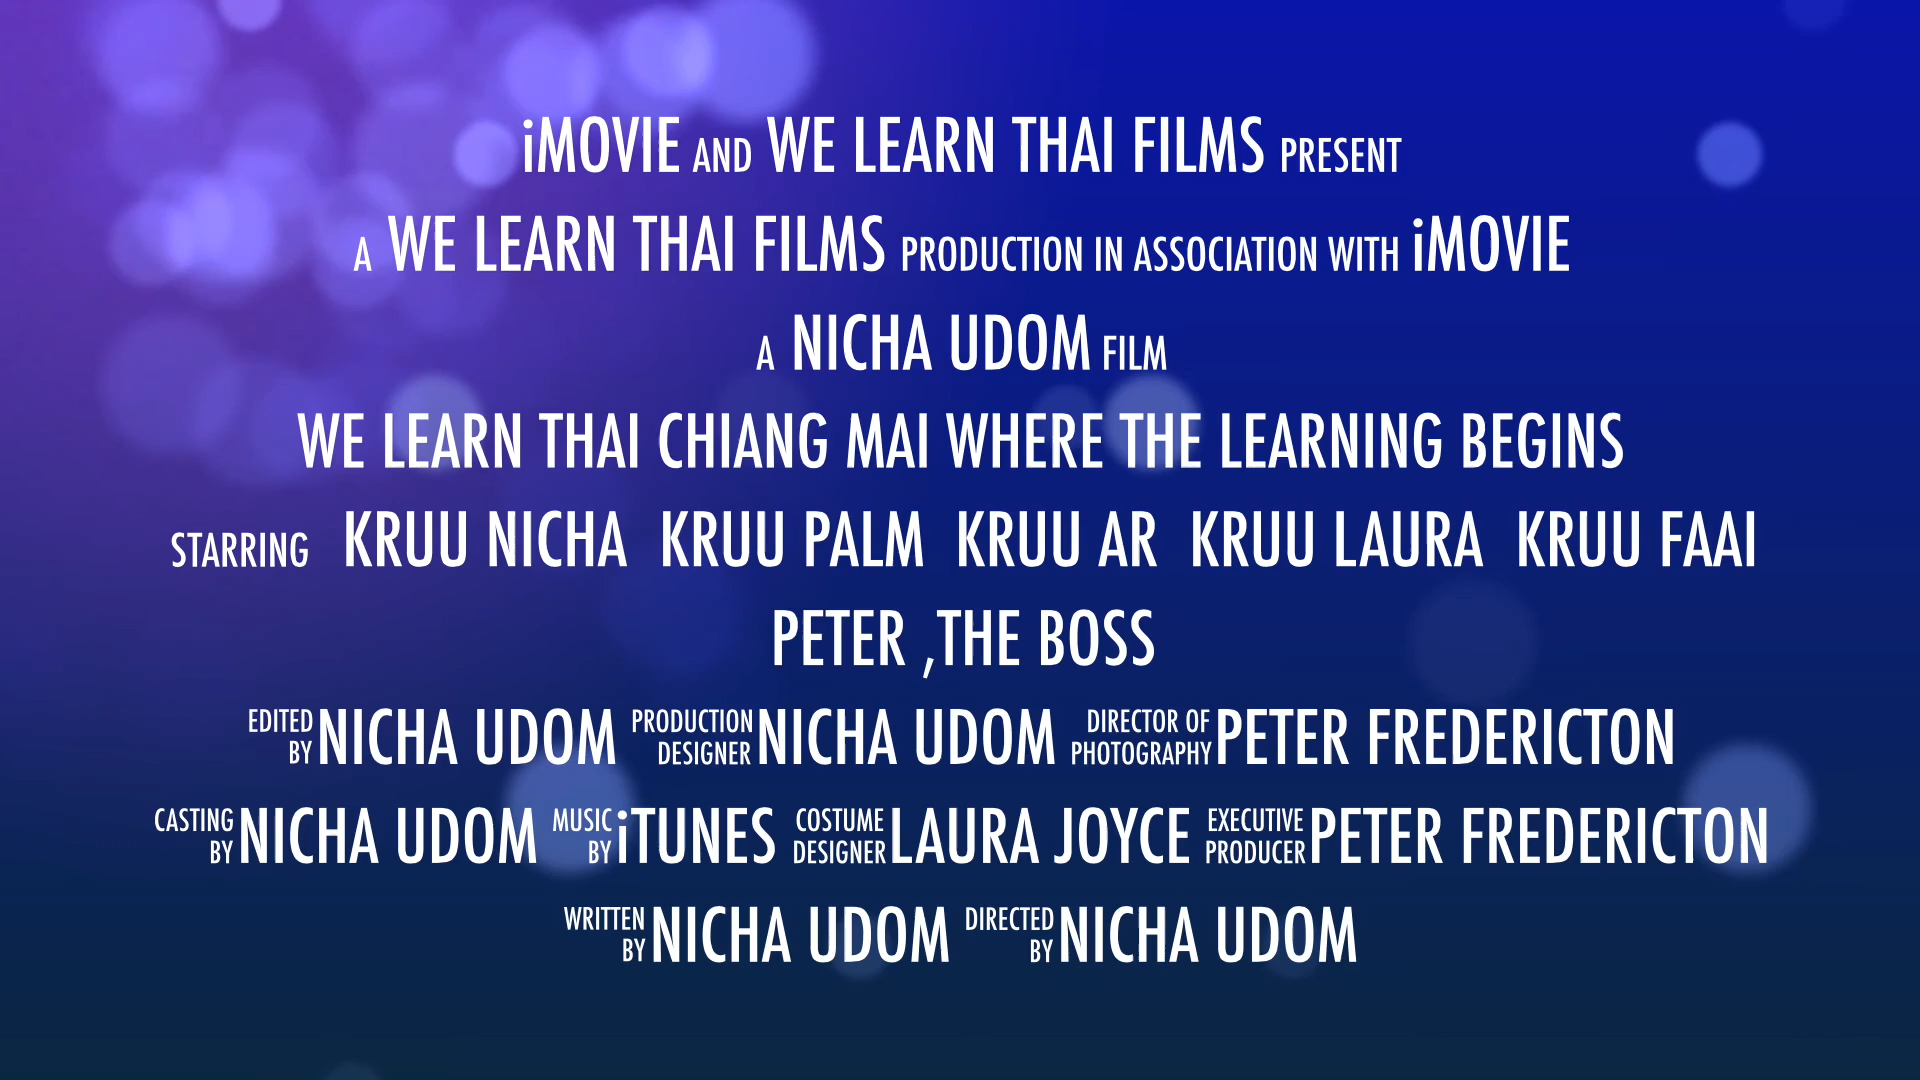 iMOVIE AND WE LEARN THAI FILMS PRESENT
A WE LEARN THAI FILMS PRODUCTION IN ASSOCIATION WITH iMOVIE
A NICHA UDOM FILM
WE LEARN THAI CHIANG MAI WHERE THE LEARNING BEGINS
STARRING KRUU NICHA KRUU PALM KRUU AR KRUU LAURA KRUU FAAI
PETER ,THE BOSS
EDITED BY NICHA UDOM PRODUCTION DESIGNER NICHA UDOM DIRECTOR OF PHOTOGRAPHY PETER FREDERICTON
CASTING BY NICHA UDOM MUSIC BY iTUNES COSTUME DESIGNER LAURA JOYCE EXECUTIVE PRODUCER PETER FREDERICTON
WRITTEN BY NICHA UDOM DIRECTED BY NICHA UDOM